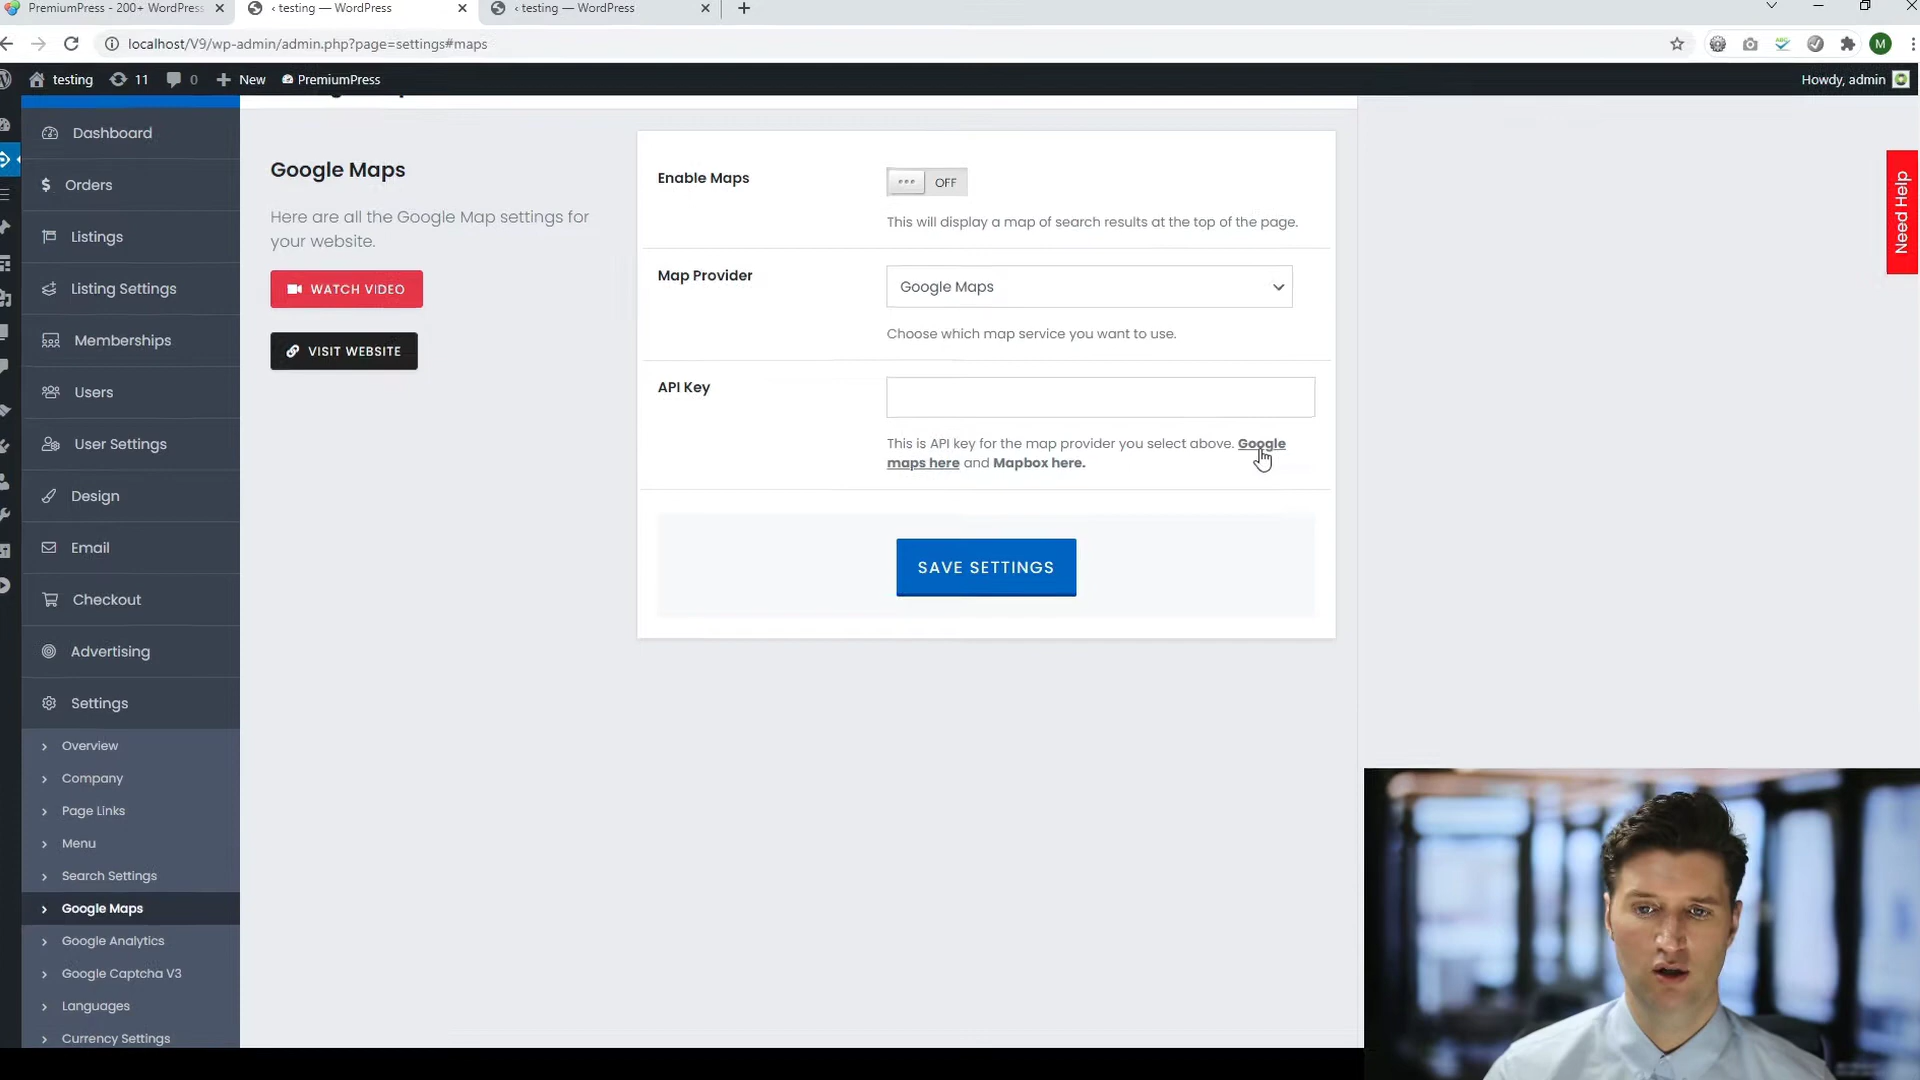 PremiumPress - 200+ WordPress
‹ testing — WordPress
‹ testing — WordPress
localhost/V9/wp-admin/admin.php?page=settings#maps
M
testing
11
0
New
PremiumPress
Howdy, admin
Dashboard
Orders
Listings
Listing Settings
Memberships
Users
User Settings
Design
Email
Checkout
Advertising
Settings
Overview
Company
Page Links
Menu
Search Settings
Google Maps
Google Analytics
Google Captcha V3
Languages
Currency Settings
Google Maps
Here are all the Google Map settings for
your website.
WATCH VIDEO
VISIT WEBSITE
Enable Maps
OFF
This will display a map of search results at the top of the page.
Map Provider
Google Maps
Choose which map service you want to use.
API Key
This is API key for the map provider you select above. Google
maps here and Mapbox here.
SAVE SETTINGS
Need Help